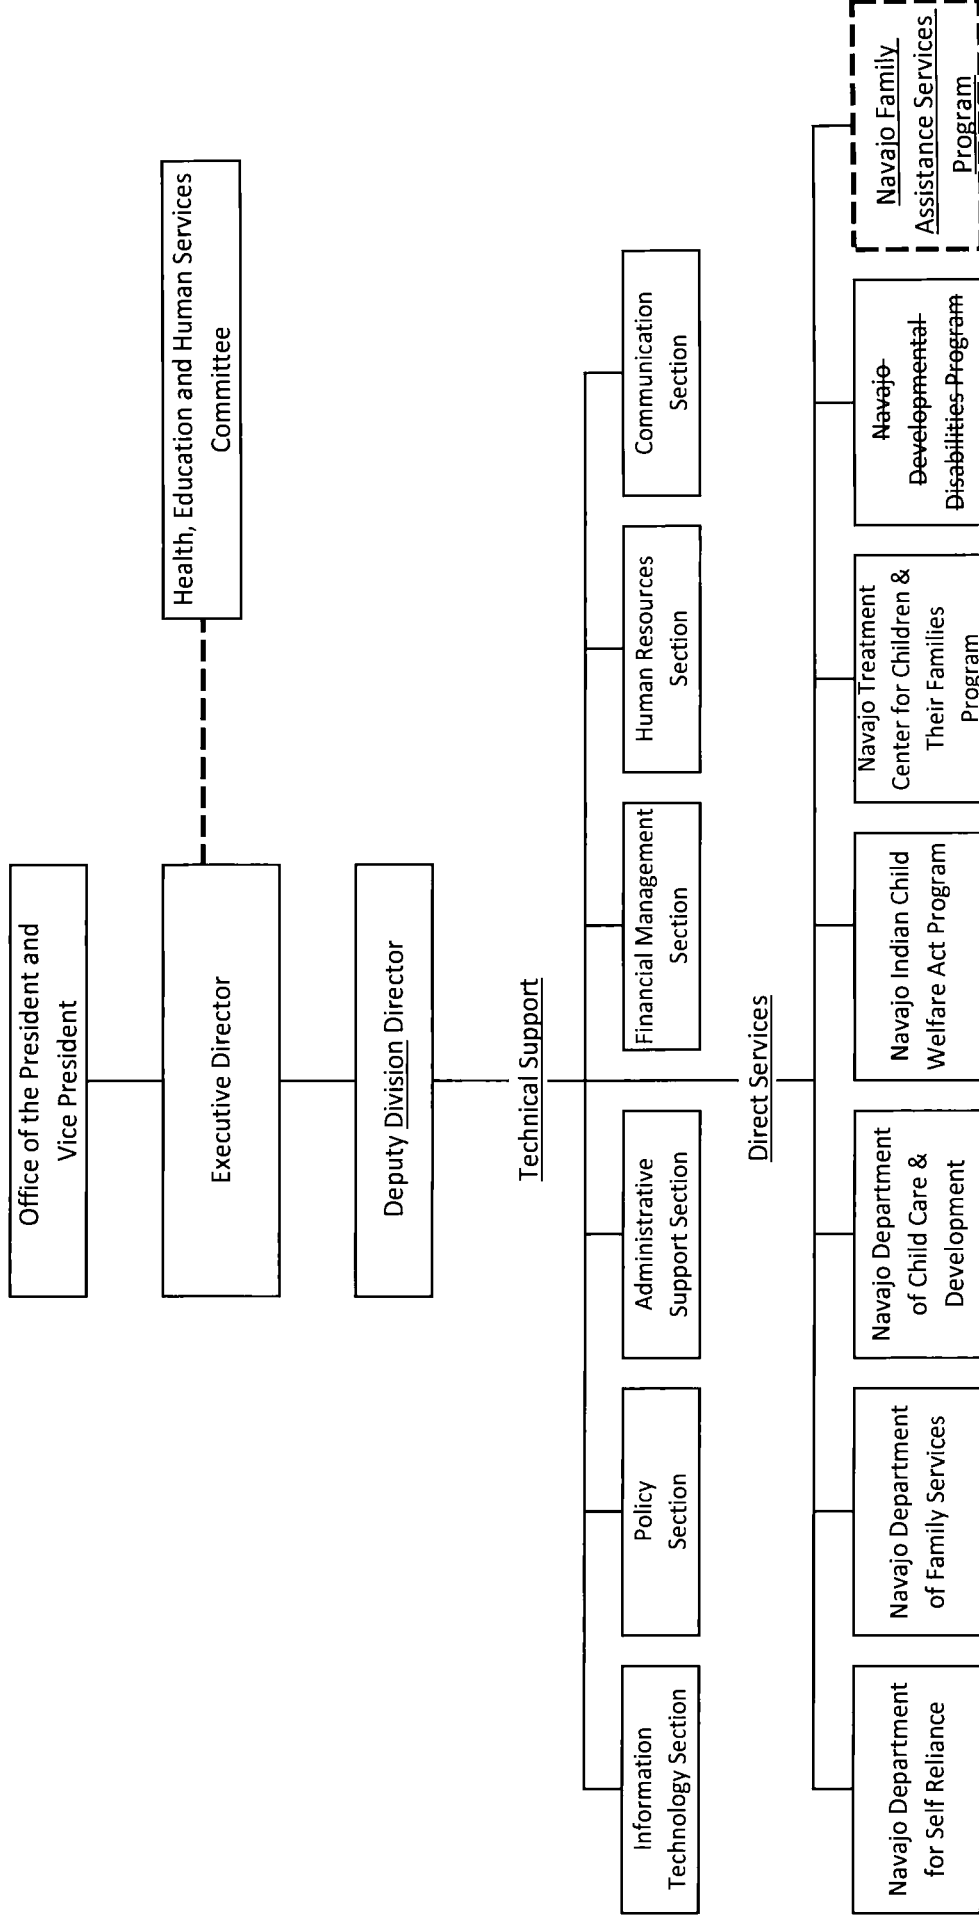 Office of the President and
Vice President
Executive Director
Health, Education and Human Services
Committee
Deputy Division Director
Technical Support
Information
Technology Section
Policy
Section
Administrative
Support Section
Financial Management
Section
Human Resources
Section
Communication
Section
Direct Services
Navajo Department
for Self Reliance
Navajo Department
of Family Services
Navajo Department
of Child Care &
Development
Navajo Indian Child
Welfare Act Program
Navajo Treatment
Center for Children &
Their Families
Program
Navajo
Developmental
Disabilities Program
Navajo Family
Assistance Services
Program